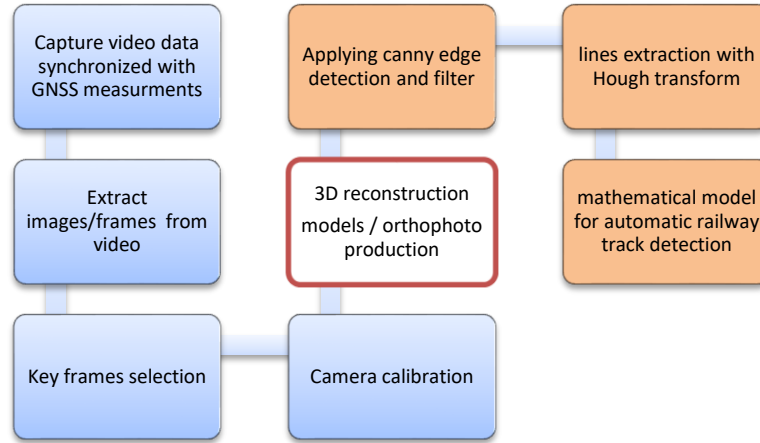 Capture video data
synchronized with
GNSS measurments
Extract
images/frames from
video
Key frames selection
Camera calibration
3D reconstruction
models / orthophoto
production
Applying canny edge
detection and filter
lines extraction with
Hough transform
mathematical model
for automatic railway
track detection